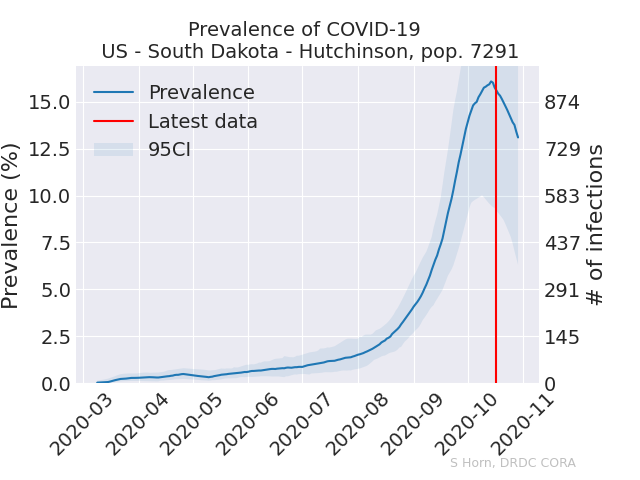 Prevalence of COVID-19
US - South Dakota - Hutchinson, pop. 7291
Prevalence
Latest data
95CI
Prevalence (%)
15.0
12.5
10.0
7.5
5.0
2.5
0.0
874
729
583
437
291
145
0
# of infections
2020-03
2020-04
2020-05
2020-06
2020-07
2020-08
2020-09
2020-10
2020-11
S Horn, DRDC CORA